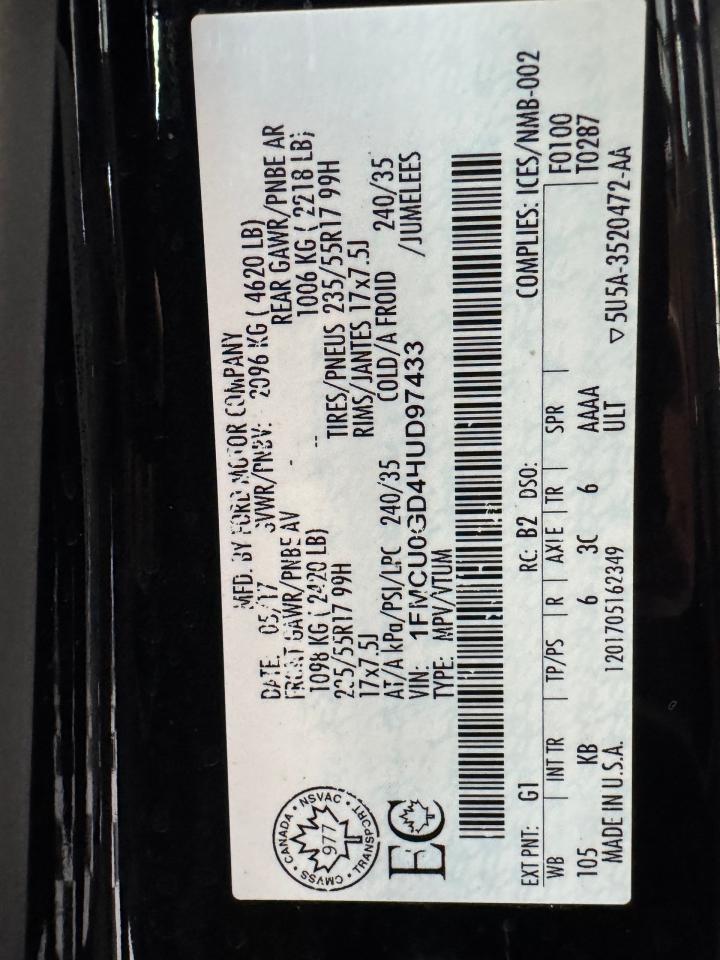 CMVSS • CANADA • NSVAC • TRANSPORT
977
EC
MFD. BY FORD MOTOR COMPANY
DATE: 05/17 GVWR/PNBV: 2096 KG ( 4620 LB)
FRONT GAWR/PNBE AV - REAR GAWR/PNBE AR
1098 KG ( 2420 LB) -- 1006 KG ( 2218 LB)
235/55R17 99H TIRES/PNEUS 235/55R17 99H
17x7.5J RIMS/JANTES 17x7.5J
AT/A kPa/PSI/LPC 240/35 COLD/A FROID 240/35
VIN: 1FMCU0GD4HUD97433 /JUMELEES
TYPE: MPV/VTUM
EXT PNT: G1 RC: B2 DSO: COMPLIES: ICES/NMB-002
WB | INT TR | TP/PS | R | AXLE | TR | SPR F0100
105 KB 6 3C 6 AAAA T0287
MADE IN U.S.A. 1201705162349 ULT ▽5U5A-3520472-AA